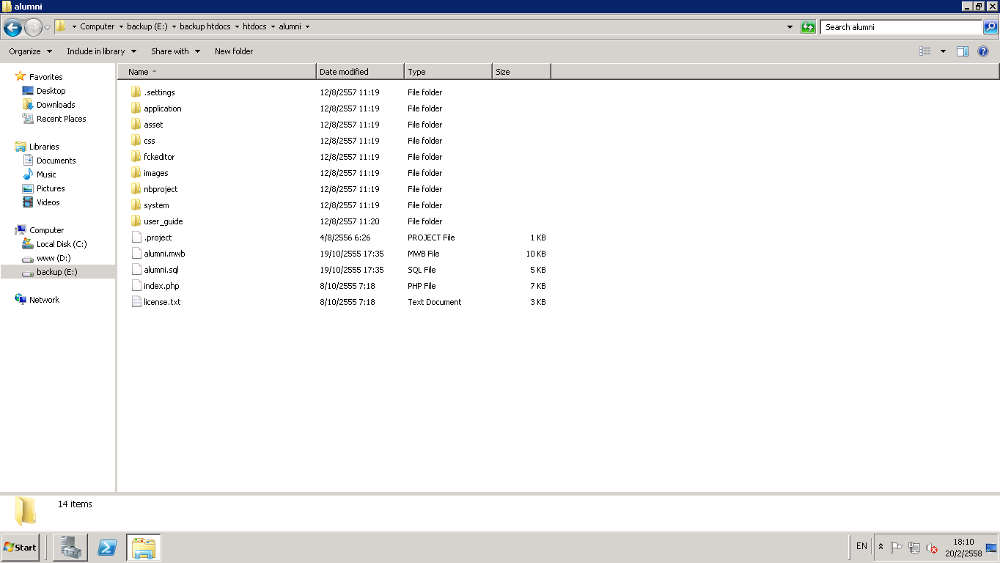 alumni
Computer backup (E:) backup htdocs htdocs alumni
Search alumni
Organize Include in library Share with New folder
Favorites
Desktop
Downloads
Recent Places
Libraries
Documents
Music
Pictures
Videos
Computer
Local Disk (C:)
www (D:)
backup (E:)
Network
Name Date modified Type Size
.settings 12/8/2557 11:19 File folder
application 12/8/2557 11:19 File folder
asset 12/8/2557 11:19 File folder
css 12/8/2557 11:19 File folder
fckeditor 12/8/2557 11:19 File folder
images 12/8/2557 11:19 File folder
nbproject 12/8/2557 11:19 File folder
system 12/8/2557 11:19 File folder
user_guide 12/8/2557 11:20 File folder
.project 4/8/2556 6:26 PROJECT File 1 KB
alumni.mwb 19/10/2555 17:35 MWB File 10 KB
alumni.sql 19/10/2555 17:35 SQL File 5 KB
index.php 8/10/2555 7:18 PHP File 7 KB
license.txt 8/10/2555 7:18 Text Document 3 KB
14 items
Start
EN
18:10
20/2/2558